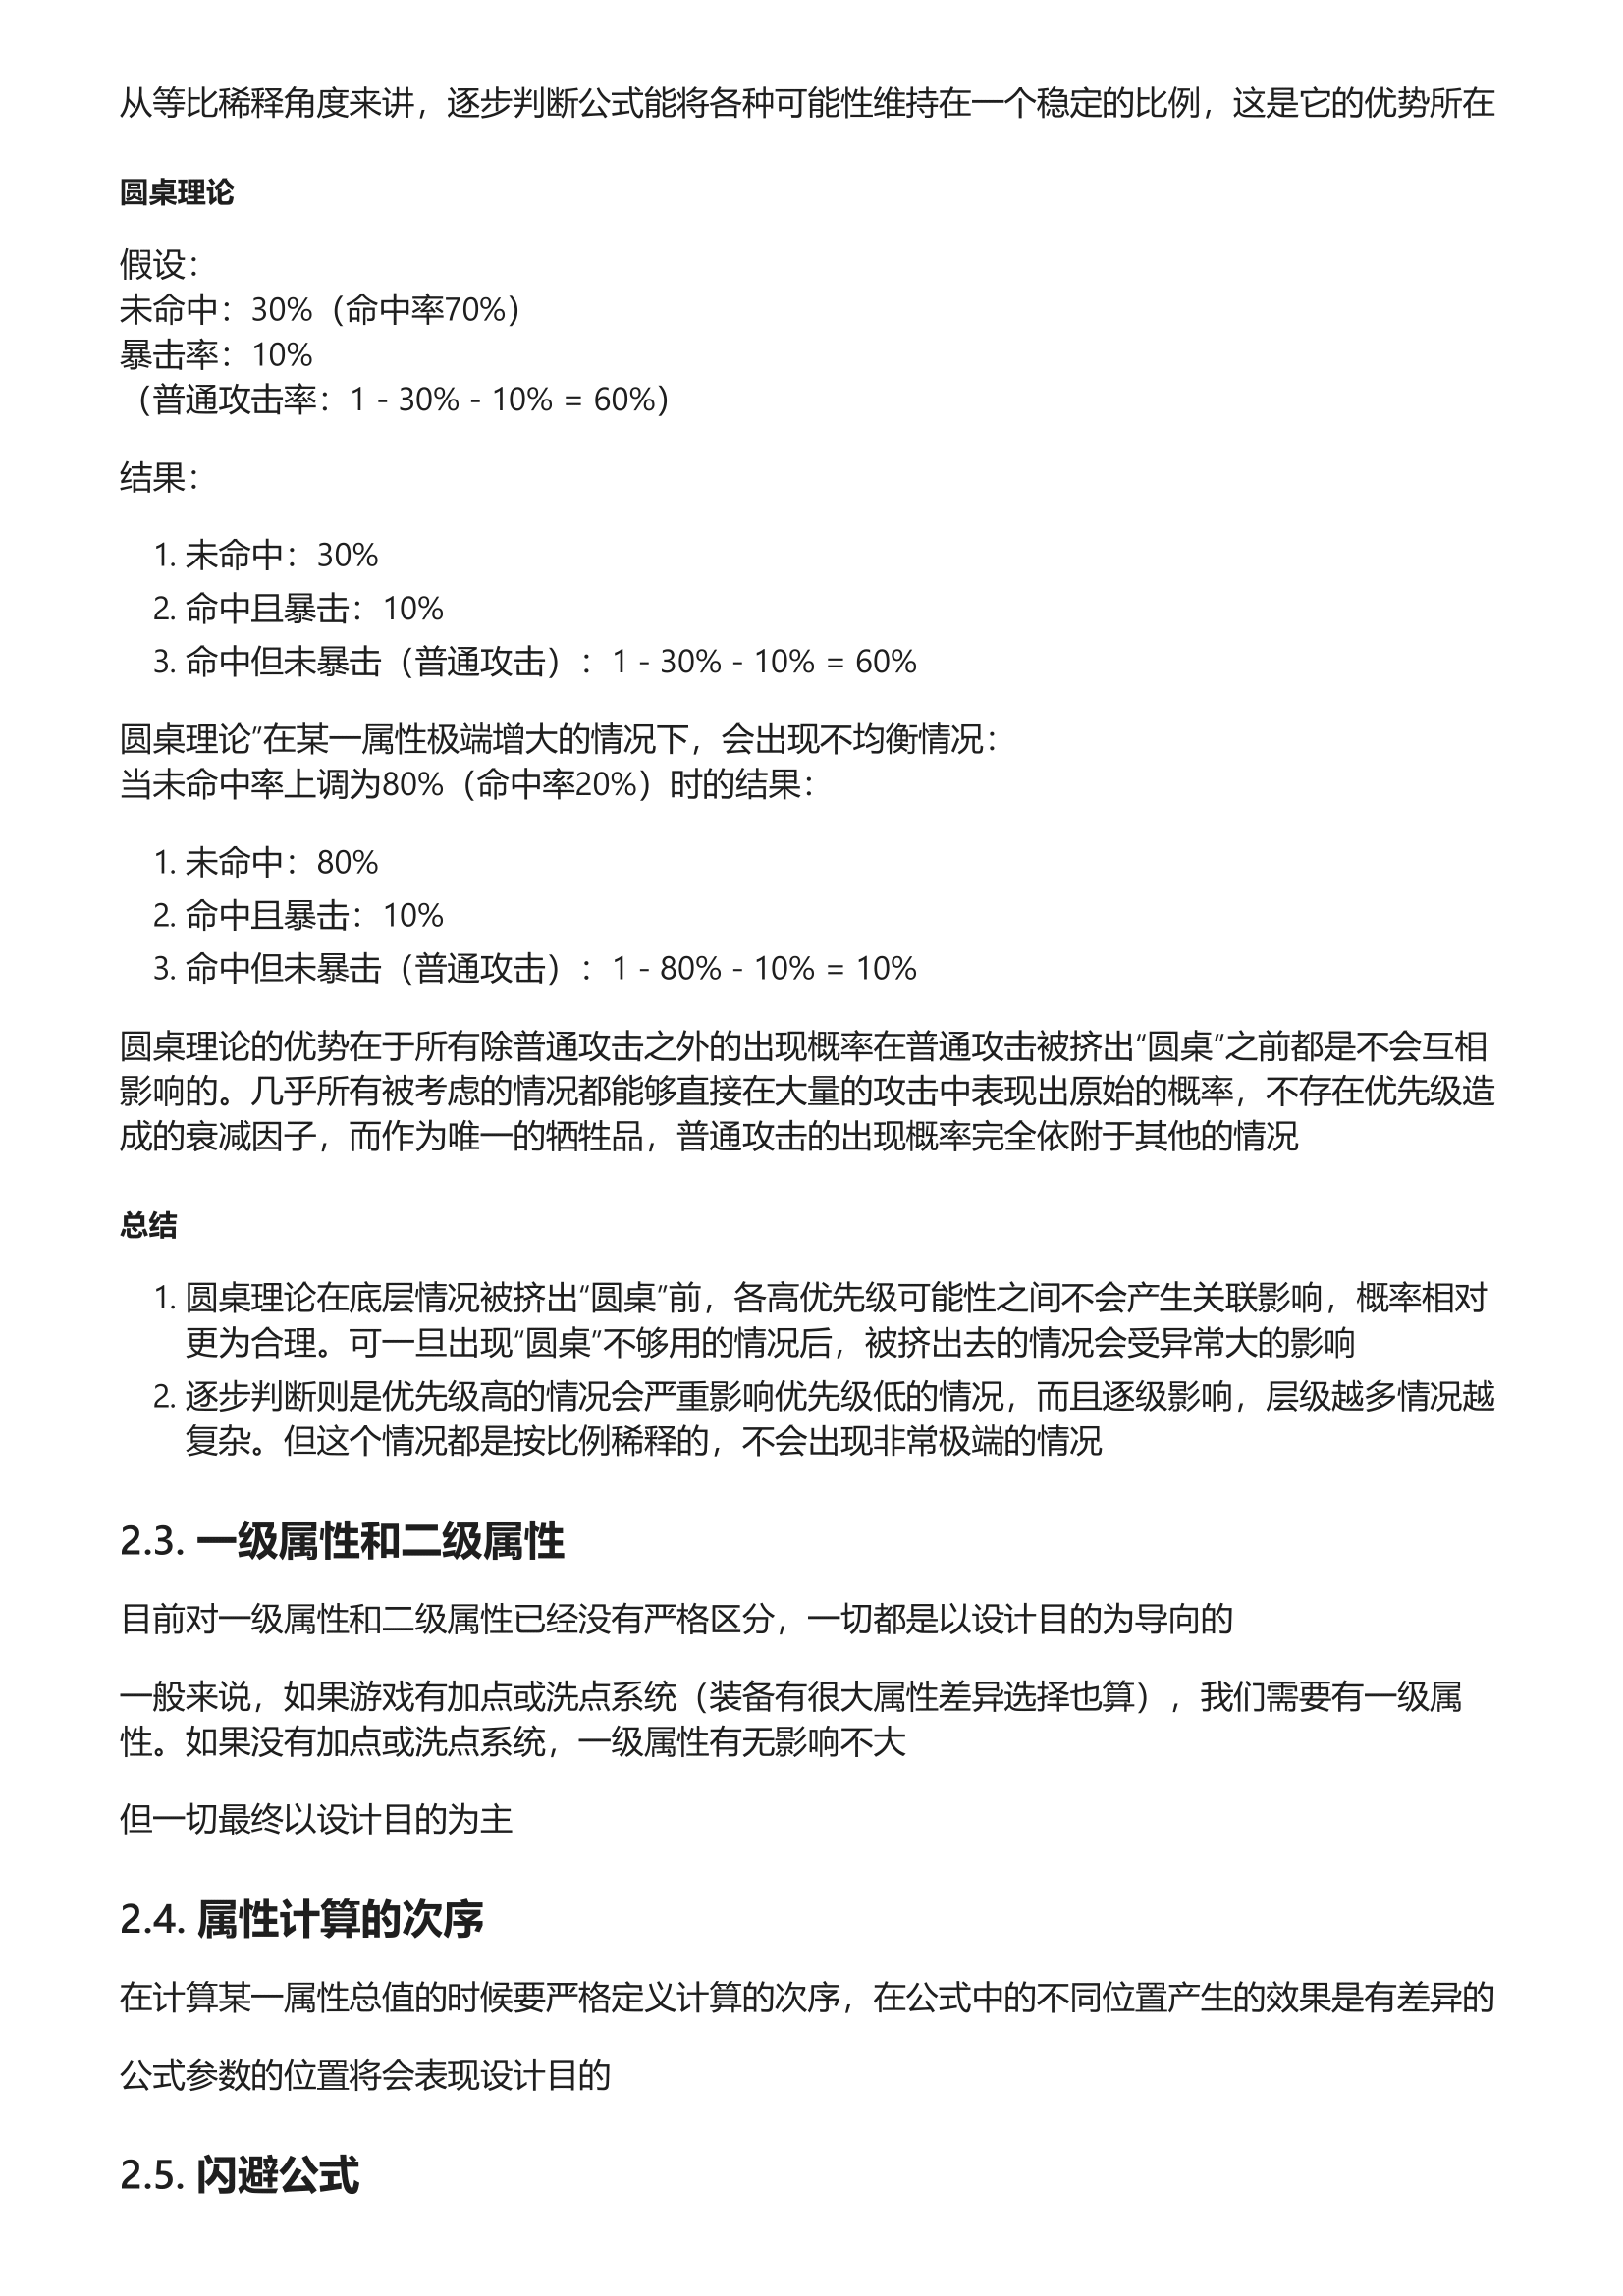 从等比稀释角度来讲，逐步判断公式能将各种可能性维持在一个稳定的比例，这是它的优势所在
圆桌理论
假设：
未命中：30%（命中率70%）
暴击率：10%
（普通攻击率：1 - 30% - 10% = 60%）
结果：
1. 未命中：30%
2. 命中且暴击：10%
3. 命中但未暴击（普通攻击）：1 - 30% - 10% = 60%
圆桌理论”在某一属性极端增大的情况下，会出现不均衡情况：
当未命中率上调为80%（命中率20%）时的结果：
1. 未命中：80%
2. 命中且暴击：10%
3. 命中但未暴击（普通攻击）：1 - 80% - 10% = 10%
圆桌理论的优势在于所有除普通攻击之外的出现概率在普通攻击被挤出“圆桌”之前都是不会互相
影响的。几乎所有被考虑的情况都能够直接在大量的攻击中表现出原始的概率，不存在优先级造
成的衰减因子，而作为唯一的牺牲品，普通攻击的出现概率完全依附于其他的情况
总结
1. 圆桌理论在底层情况被挤出“圆桌”前，各高优先级可能性之间不会产生关联影响，概率相对
更为合理。可一旦出现“圆桌”不够用的情况后，被挤出去的情况会受异常大的影响
2. 逐步判断则是优先级高的情况会严重影响优先级低的情况，而且逐级影响，层级越多情况越
复杂。但这个情况都是按比例稀释的，不会出现非常极端的情况
2.3. 一级属性和二级属性
目前对一级属性和二级属性已经没有严格区分，一切都是以设计目的为导向的
一般来说，如果游戏有加点或洗点系统（装备有很大属性差异选择也算），我们需要有一级属
性。如果没有加点或洗点系统，一级属性有无影响不大
但一切最终以设计目的为主
2.4. 属性计算的次序
在计算某一属性总值的时候要严格定义计算的次序，在公式中的不同位置产生的效果是有差异的
公式参数的位置将会表现设计目的
2.5. 闪避公式